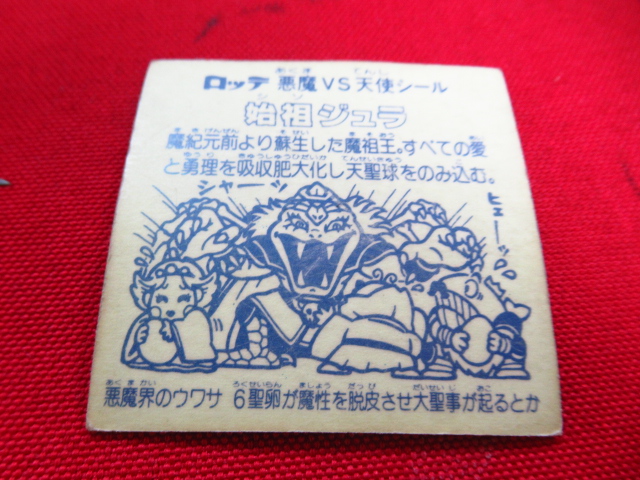 ロッテ 悪魔VS天使シール
始祖ジュラ
魔紀元前より蘇生した魔祖王。すべての愛
と勇理を吸収肥大化し天聖球をのみ込む。
シャーッ
ヒューーッ
悪魔界のウワサ 6聖卵が魔性を脱皮させ大聖事が起るとか